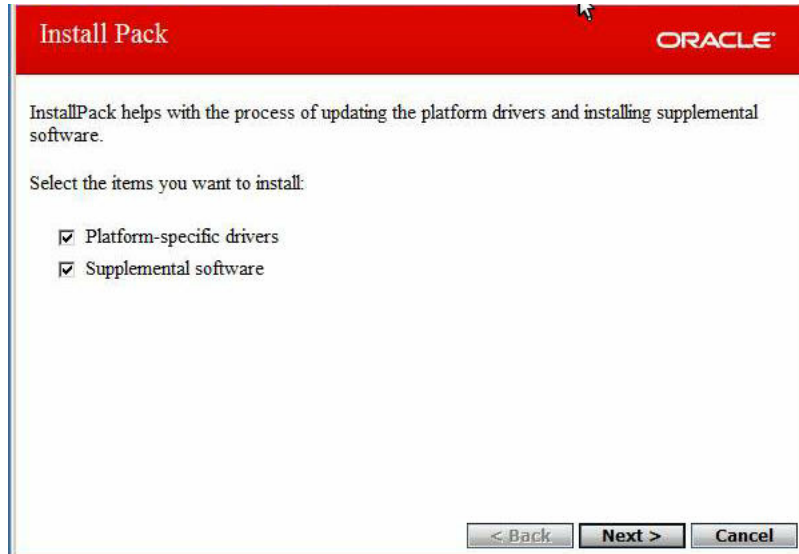 Install Pack
ORACLE
InstallPack helps with the process of updating the platform drivers and installing supplemental
software.
Select the items you want to install:
Platform-specific drivers
Supplemental software
< Back Next > Cancel